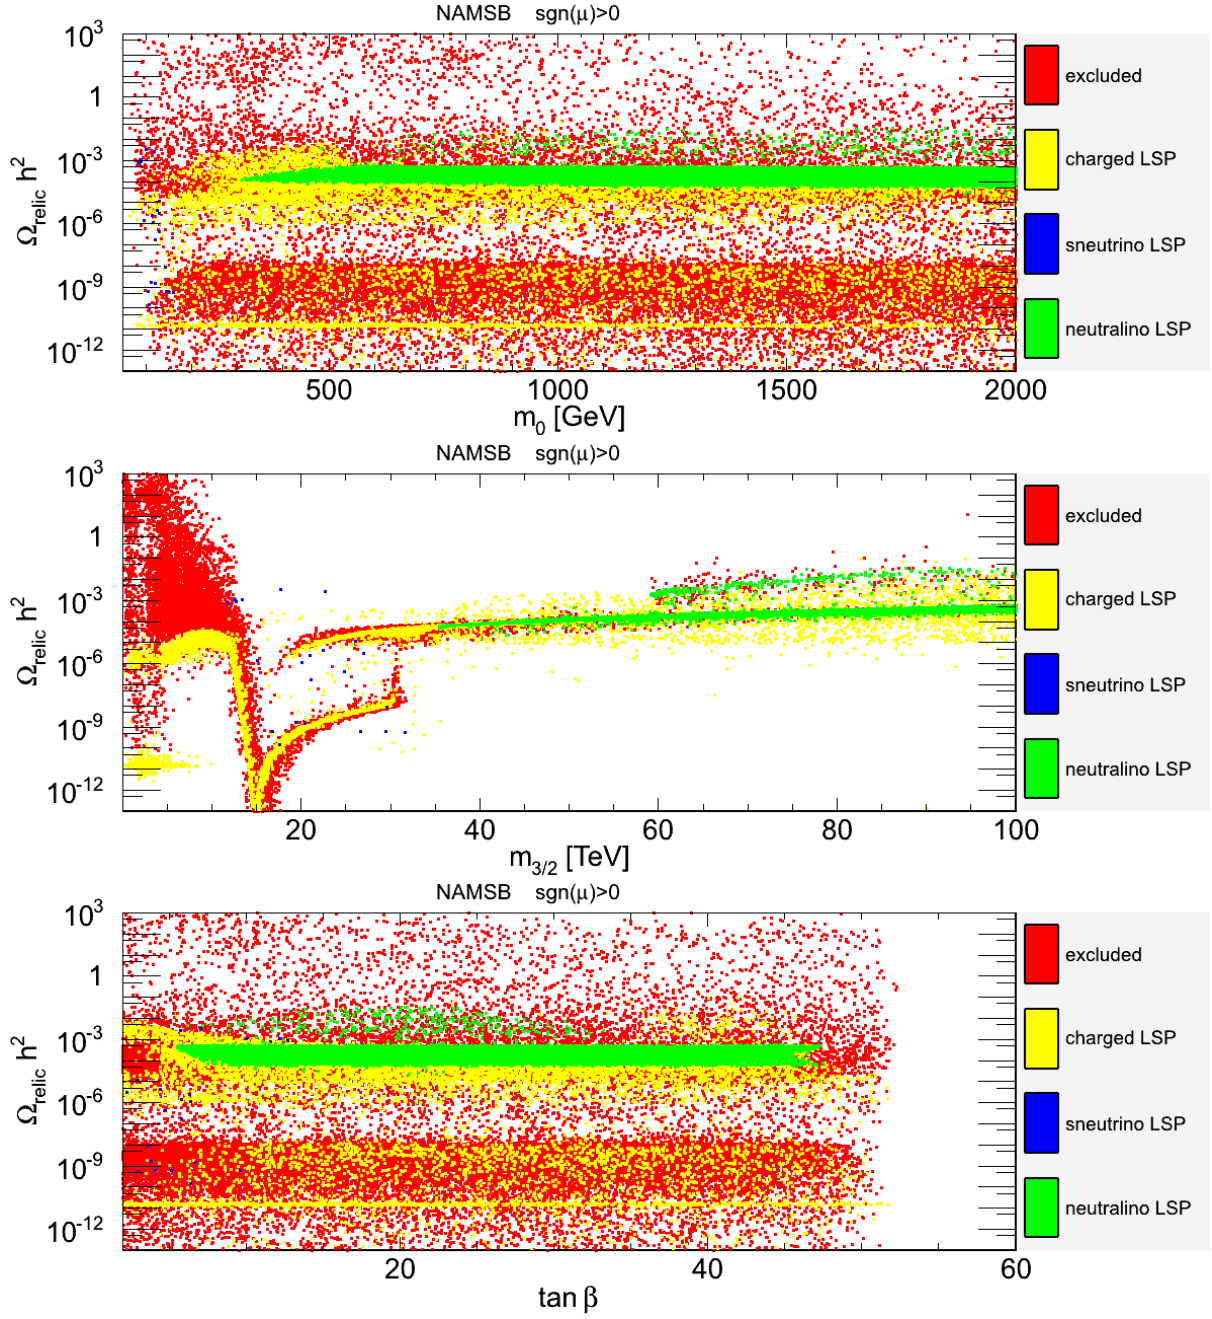 NAMSB sgn(μ)>0
10³
1
10⁻³
10⁻⁶
10⁻⁹
10⁻¹²
Ω_relic h²
500
1000
1500
2000
m₀ [GeV]
excluded
charged LSP
sneutrino LSP
neutralino LSP
NAMSB sgn(μ)>0
10³
1
10⁻³
10⁻⁶
10⁻⁹
10⁻¹²
Ω_relic h²
20
40
60
80
100
m_3/2 [TeV]
excluded
charged LSP
sneutrino LSP
neutralino LSP
NAMSB sgn(μ)>0
10³
1
10⁻³
10⁻⁶
10⁻⁹
10⁻¹²
Ω_relic h²
20
40
60
tan β
excluded
charged LSP
sneutrino LSP
neutralino LSP